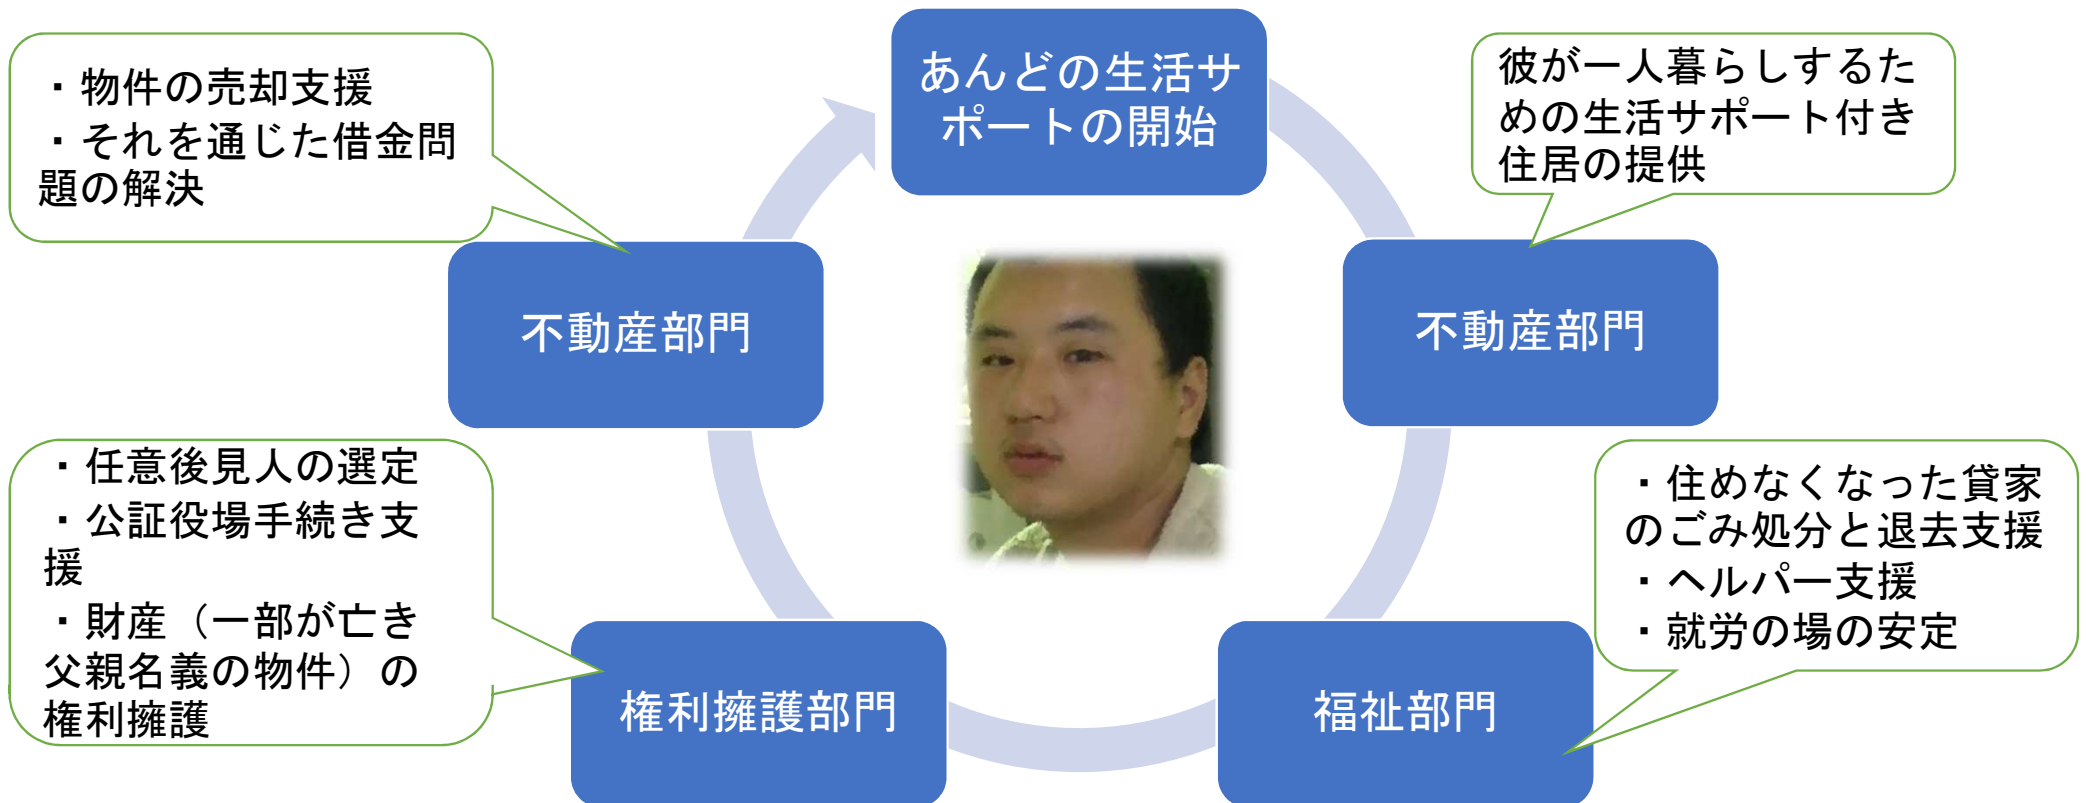 あんどの生活サ
ポートの開始
彼が一人暮らしするた
めの生活サポート付き
住居の提供
不動産部門
・住めなくなった貸家
のごみ処分と退去支援
・ヘルパー支援
・就労の場の安定
福祉部門
・任意後見人の選定
・公証役場手続き支
援
・財産（一部が亡き
父親名義の物件）の
権利擁護
権利擁護部門
・物件の売却支援
・それを通じた借金問
題の解決
不動産部門